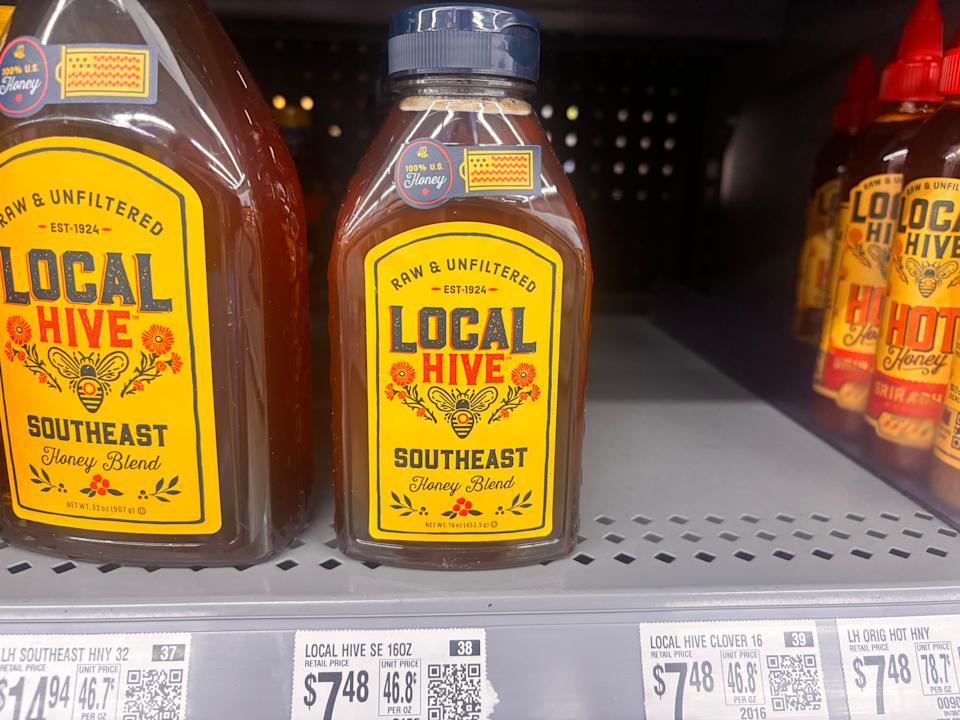 100% U.S.
Honey
RAW & UNFILTERED
EST·1924
LOCAL
HIVE™
SOUTHEAST
Honey Blend
NET WT. 32 oz (907 g)
100% U.S.
Honey
RAW & UNFILTERED
EST·1924
LOCAL
HIVE™
SOUTHEAST
Honey Blend
NET WT. 16 oz (453.5 g)
LOCAL
HIVE
HOT
Honey
LH SOUTHEAST HNY 32 37
RETAIL PRICE
UNIT PRICE
$14 94
46.7¢
PER OZ
LOCAL HIVE SE 16OZ 38
RETAIL PRICE
UNIT PRICE
$7 48
46.8¢
PER OZ
LOCAL HIVE CLOVER 16 39
RETAIL PRICE
UNIT PRICE
$7 48
46.8¢
PER OZ
2016
LH ORIG HOT HNY
RETAIL PRICE
UNIT PRICE
$7 48
78.7¢
PER OZ